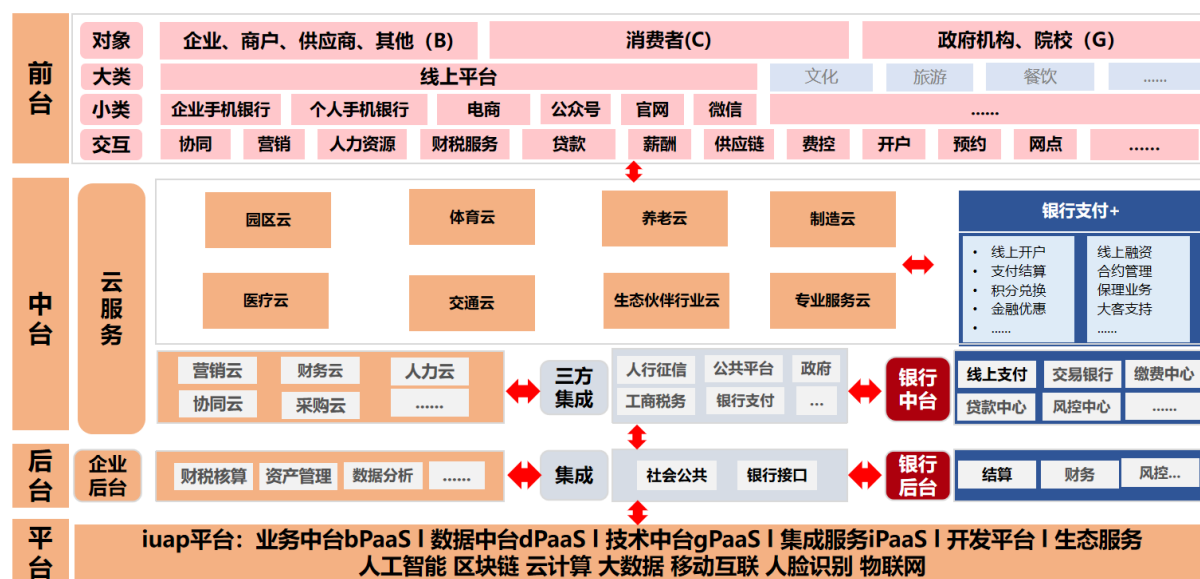 前台
对象
企业、商户、供应商、其他（B）
消费者(C)
政府机构、院校（G）
大类
线上平台
文化
旅游
餐饮
......
小类
企业手机银行
个人手机银行
电商
公众号
官网
微信
......
交互
协同
营销
人力资源
财税服务
贷款
薪酬
供应链
费控
开户
预约
网点
......
中台
云服务
园区云
体育云
养老云
制造云
医疗云
交通云
生态伙伴行业云
专业服务云
银行支付+
• 线上开户
• 支付结算
• 积分兑换
• 金融优惠
• ......
线上融资
合约管理
保理业务
大客支持
......
营销云
财务云
人力云
协同云
采购云
......
三方集成
人行征信
公共平台
政府
工商税务
银行支付
...
银行中台
线上支付
交易银行
缴费中心
贷款中心
风控中心
......
后台
企业后台
财税核算
资产管理
数据分析
......
集成
社会公共
银行接口
银行后台
结算
财务
风控...
平台
iuap平台：业务中台bPaaS l 数据中台dPaaS l 技术中台gPaaS l 集成服务iPaaS l 开发平台 l 生态服务
人工智能 区块链 云计算 大数据 移动互联 人脸识别 物联网